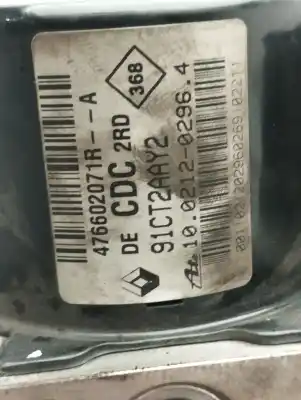 476602071R--A
DE CDC 2RD
368
91CT2AAY2
10.0212-0296.4